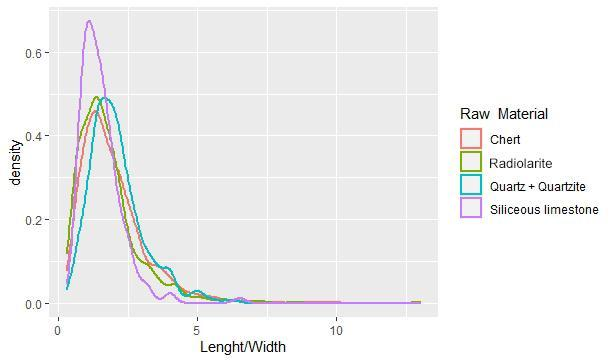 0.6
0.4
0.2
0.0
density
0
5
10
Lenght/Width
Raw Material
Chert
Radiolarite
Quartz + Quartzite
Siliceous limestone